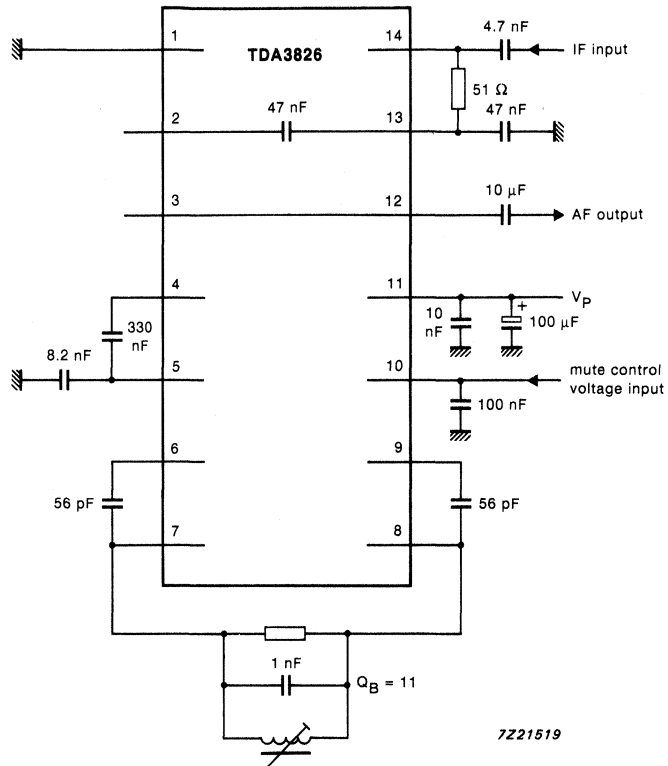 TDA3826
1
14
4.7 nF
IF input
51 Ω
47 nF
2
47 nF
13
10 μF
3
12
AF output
4
11
V_P
330 nF
10 nF
+
100 μF
8.2 nF
5
10
mute control
voltage input
100 nF
6
9
56 pF
56 pF
7
8
1 nF
Q_B = 11
7Z21519